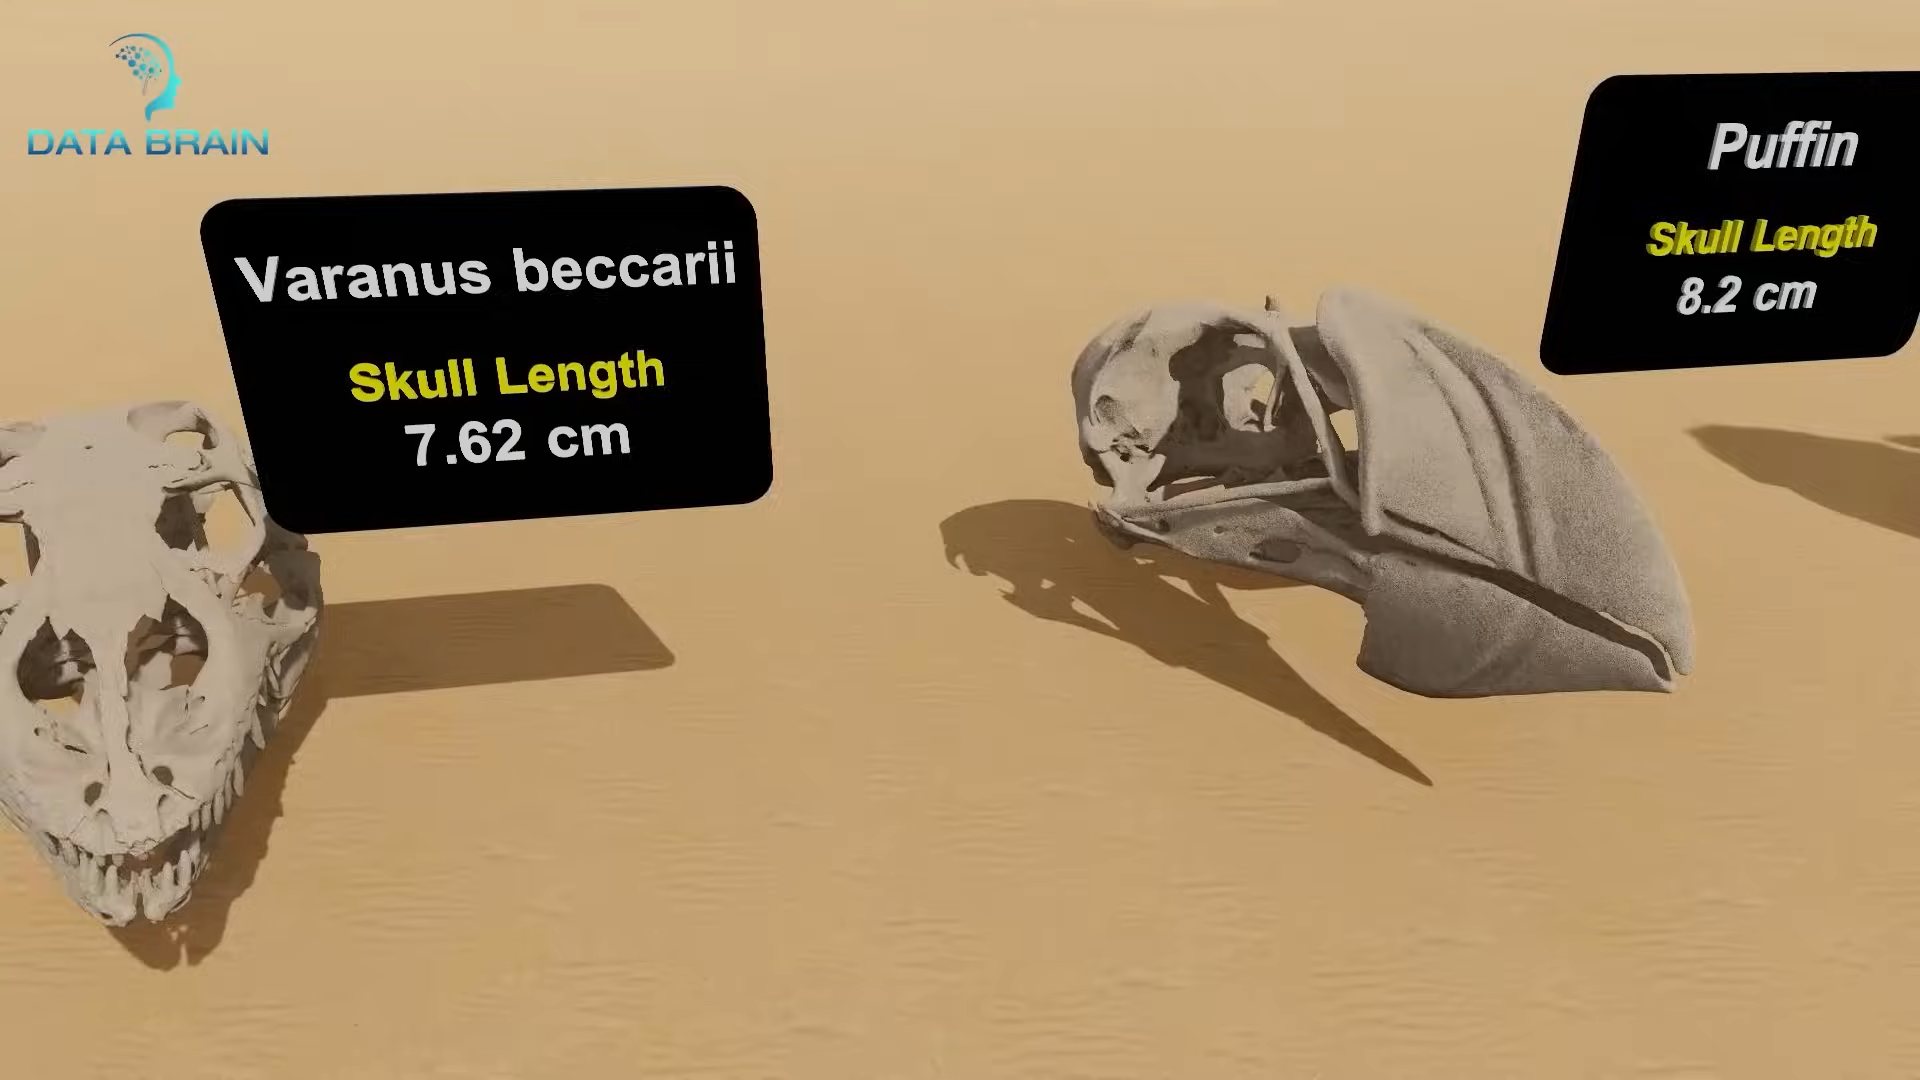 DATA BRAIN
Varanus beccarii
Skull Length
7.62 cm
Puffin
Skull Length
8.2 cm